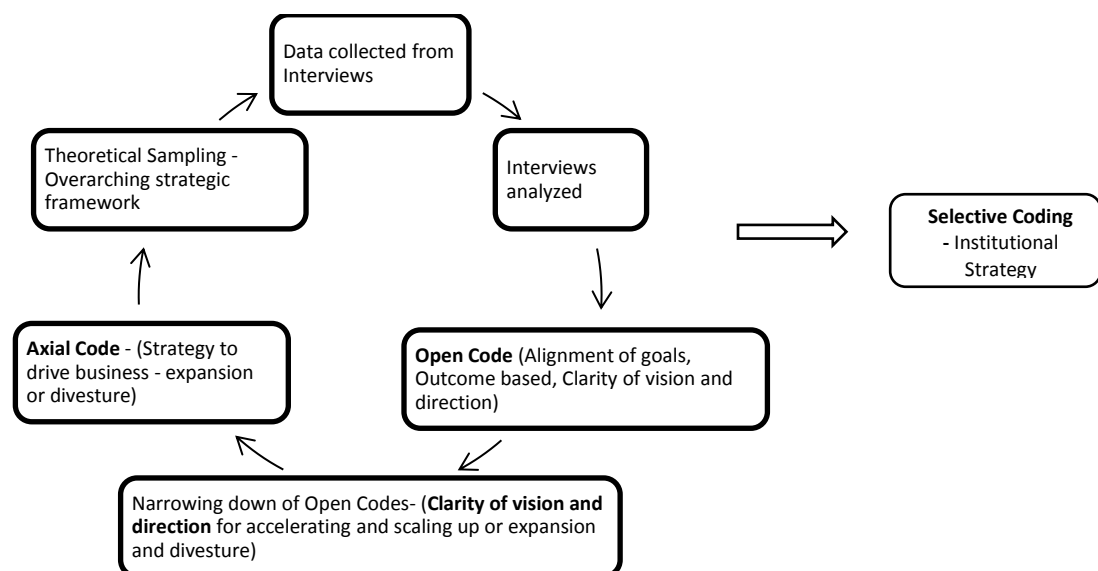 Data collected from
Interviews
Theoretical Sampling -
Overarching strategic
framework
Interviews
analyzed
Selective Coding
- Institutional
Strategy
Axial Code - (Strategy to
drive business - expansion
or divesture)
Open Code (Alignment of goals,
Outcome based, Clarity of vision and
direction)
Narrowing down of Open Codes- (Clarity of vision and
direction for accelerating and scaling up or expansion
and divesture)